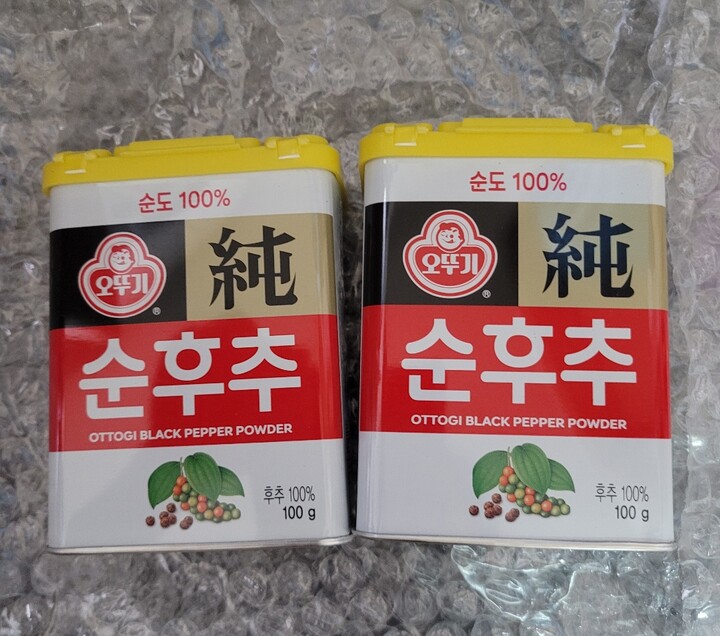 순도 100%
오뚜기
®
純
순후추
OTTOGI BLACK PEPPER POWDER
후추 100%
100 g
순도 100%
오뚜기
®
純
순후추
OTTOGI BLACK PEPPER POWDER
후추 100%
100 g